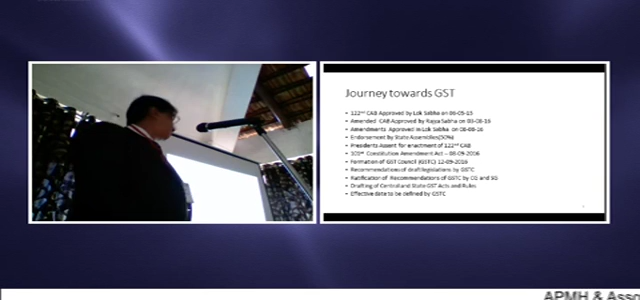 Journey towards GST
• 122nd CAB Approved by Lok Sabha on 06-05-15
• Amended CAB Approved by Rajya Sabha on 03-08-16
• Amendments Approved in Lok Sabha on 08-08-16
• Endorsement by State Assemblies(50%)
• Presidents Assent for enactment of 122nd CAB
• 101st Constitution Amendment Act – 08-09-2016
• Formation of GST Council (GSTC) 12-09-2016
• Recommendations of draft legislations by GSTC
• Ratification of Recommendations of GSTC by CG and SG
• Drafting of Central and State GST Acts and Rules
• Effective date to be defined by GSTC
APMH & Asso